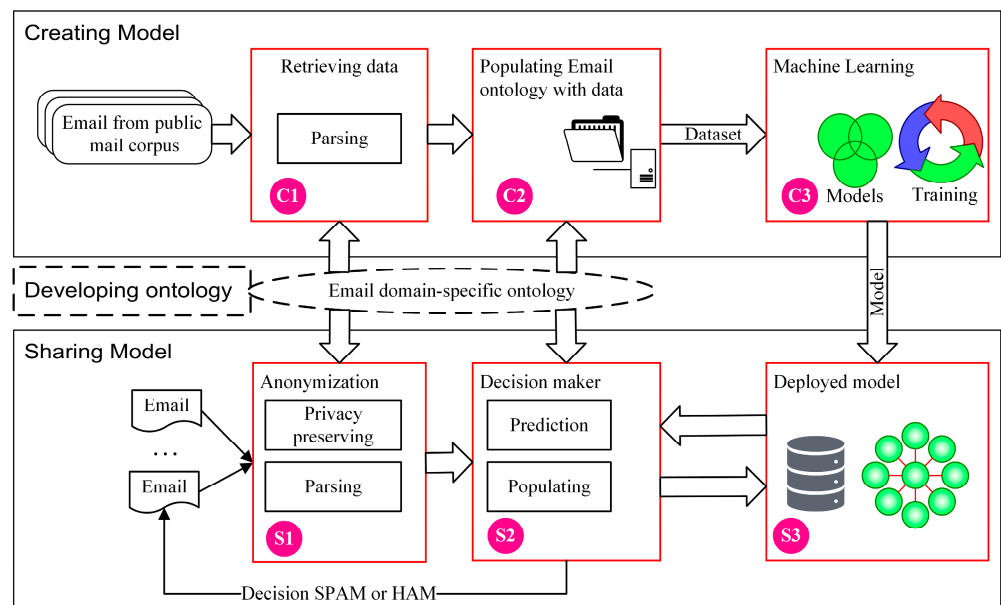 Creating Model
Email from public
mail corpus
Retrieving data
Parsing
C1
Populating Email
ontology with data
C2
Dataset
Machine Learning
C3
Models
Training
Developing ontology
Email domain-specific ontology
Model
Sharing Model
Email
...
Email
Anonymization
Privacy
preserving
Parsing
S1
Decision maker
Prediction
Populating
S2
Deployed model
S3
Decision SPAM or HAM